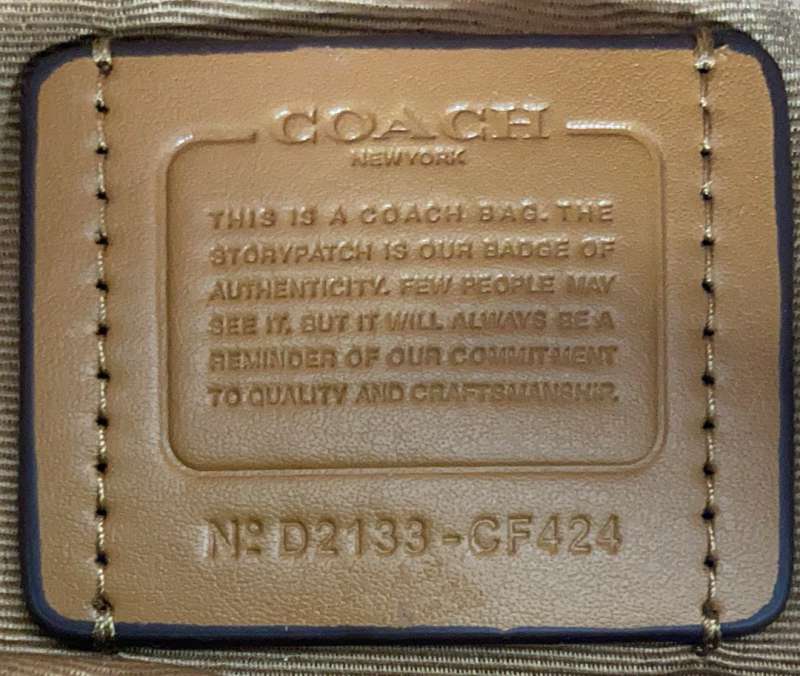 COACH
NEW YORK
THIS IS A COACH BAG. THE
STORYPATCH IS OUR BADGE OF
AUTHENTICITY. FEW PEOPLE MAY
SEE IT. BUT IT WILL ALWAYS BE A
REMINDER OF OUR COMMITMENT
TO QUALITY AND CRAFTSMANSHIP.
Nº D2133-CF424